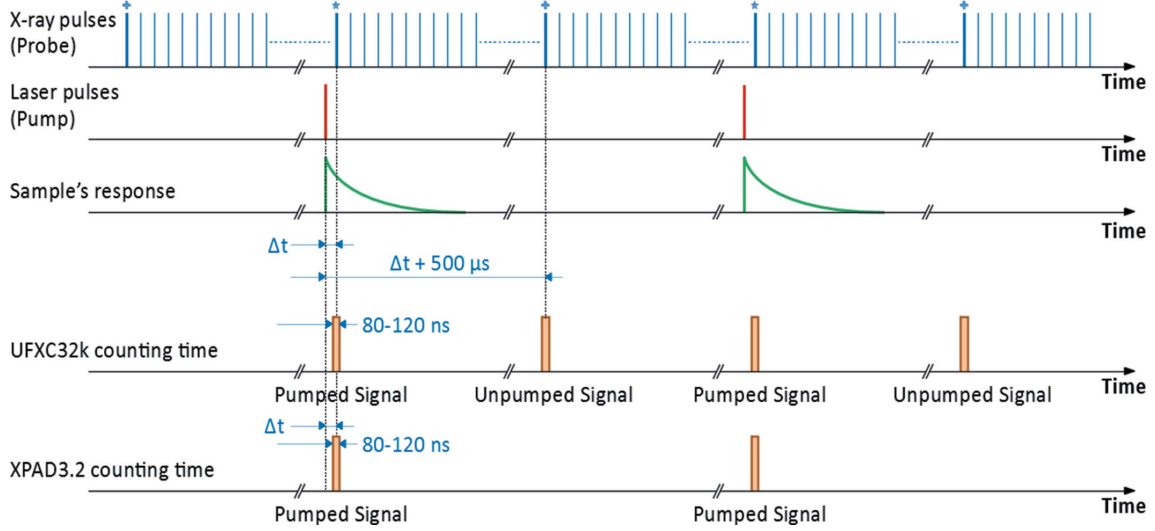 X-ray pulses
(Probe)
Time
Laser pulses
(Pump)
Time
Sample's response
Time
Δt
Δt + 500 µs
80-120 ns
UFXC32k counting time
Time
Pumped Signal Unpumped Signal Pumped Signal Unpumped Signal
Δt
80-120 ns
XPAD3.2 counting time
Time
Pumped Signal Pumped Signal